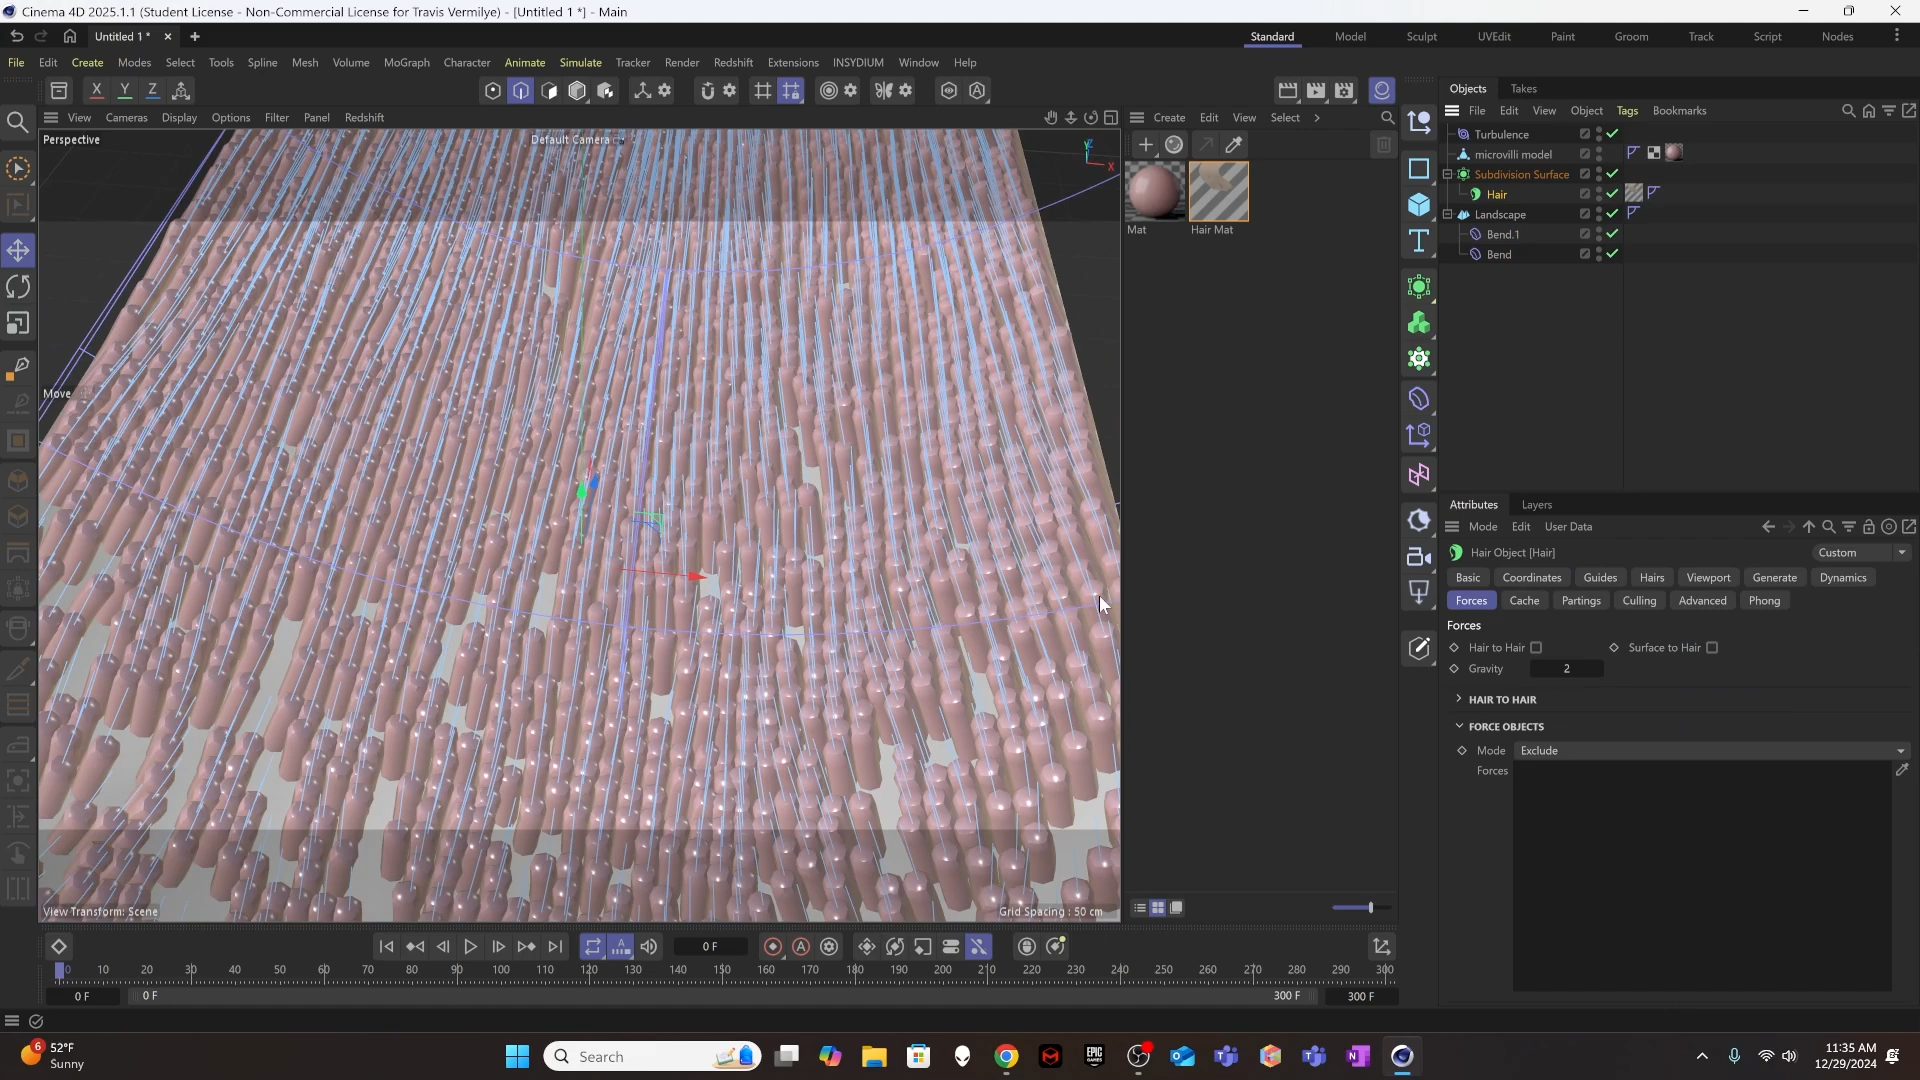 Cinema 4D 2025.1.1 (Student License - Non-Commercial License for Travis Vermilye) - [Untitled 1 *] - Main
Untitled 1 *
Standard Model Sculpt UVEdit Paint Groom Track Script Nodes
File Edit Create Modes Select Tools Spline Mesh Volume MoGraph Character Animate Simulate Tracker Render Redshift Extensions INSYDIUM Window Help
X Y Z
Objects Takes
File Edit View Object Tags Bookmarks
View Cameras Display Options Filter Panel Redshift
Create Edit View Select
Perspective
Default Camera
Y
X
Turbulence
microvilli model
Subdivision Surface
Hair
Landscape
Bend.1
Bend
Mat
Hair Mat
Move
Attributes Layers
Mode Edit User Data
Hair Object [Hair]
Custom
Basic Coordinates Guides Hairs Viewport Generate Dynamics
Forces Cache Partings Culling Advanced Phong
Forces
Hair to Hair
Surface to Hair
Gravity 2
HAIR TO HAIR
FORCE OBJECTS
Mode Exclude
Forces
View Transform: Scene
Grid Spacing : 50 cm
0 F
0 10 20 30 40 50 60 70 80 90 100 110 120 130 140 150 160 170 180 190 200 210 220 230 240 250 260 270 280 290 300
0 F 0 F 300 F 300 F
6
52°F
Sunny
Search
EPIC GAMES
11:35 AM
12/29/2024